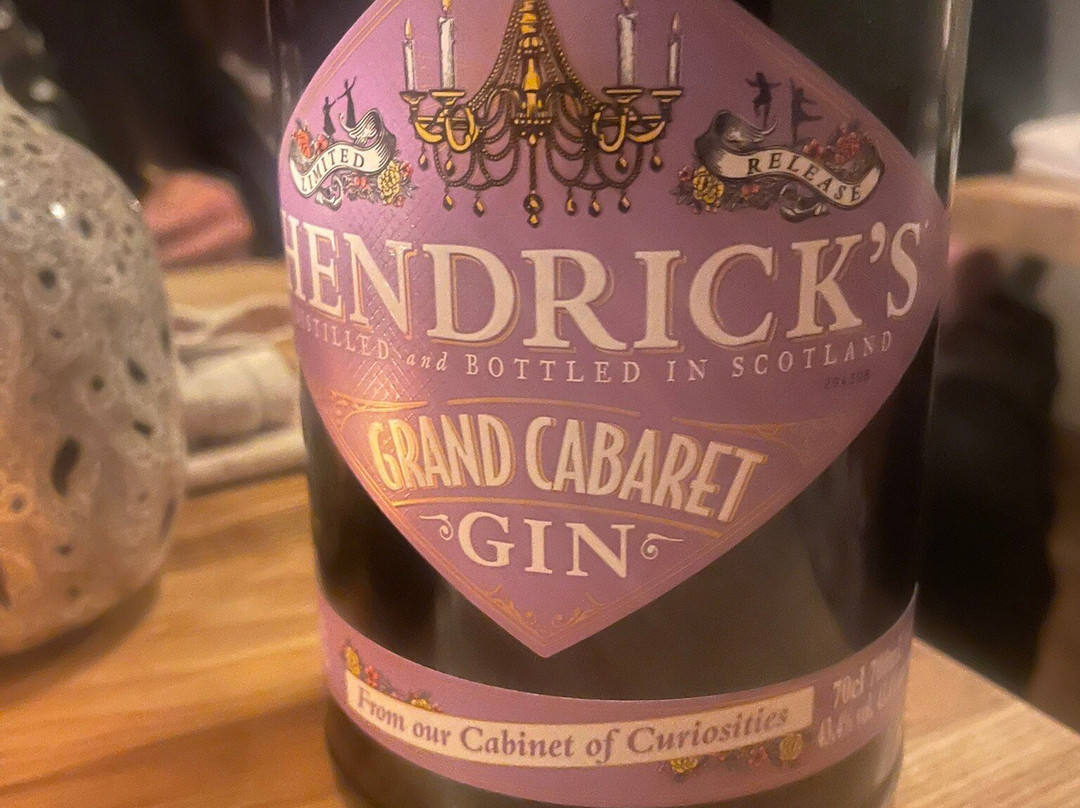 LIMITED
RELEASE
HENDRICK'S
DISTILLED and BOTTLED IN SCOTLAND
GRAND CABARET
GIN
From our Cabinet of Curiosities
70cl